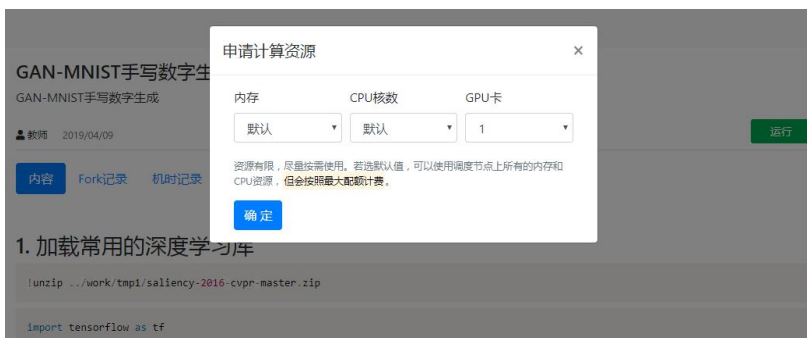 申请计算资源 ×
GAN-MNIST手写数字生
GAN-MNIST手写数字生成
内存 CPU核数 GPU卡
默认 默认 1
教师 2019/04/09
运行
资源有限，尽量按需使用。若选默认值，可以使用调度节点上所有的内存和
CPU资源，但会按照最大配额计费。
内容 Fork记录 机时记录
确定
1. 加载常用的深度学习库
!unzip ../work/tmp1/saliency-2016-cvpr-master.zip
import tensorflow as tf